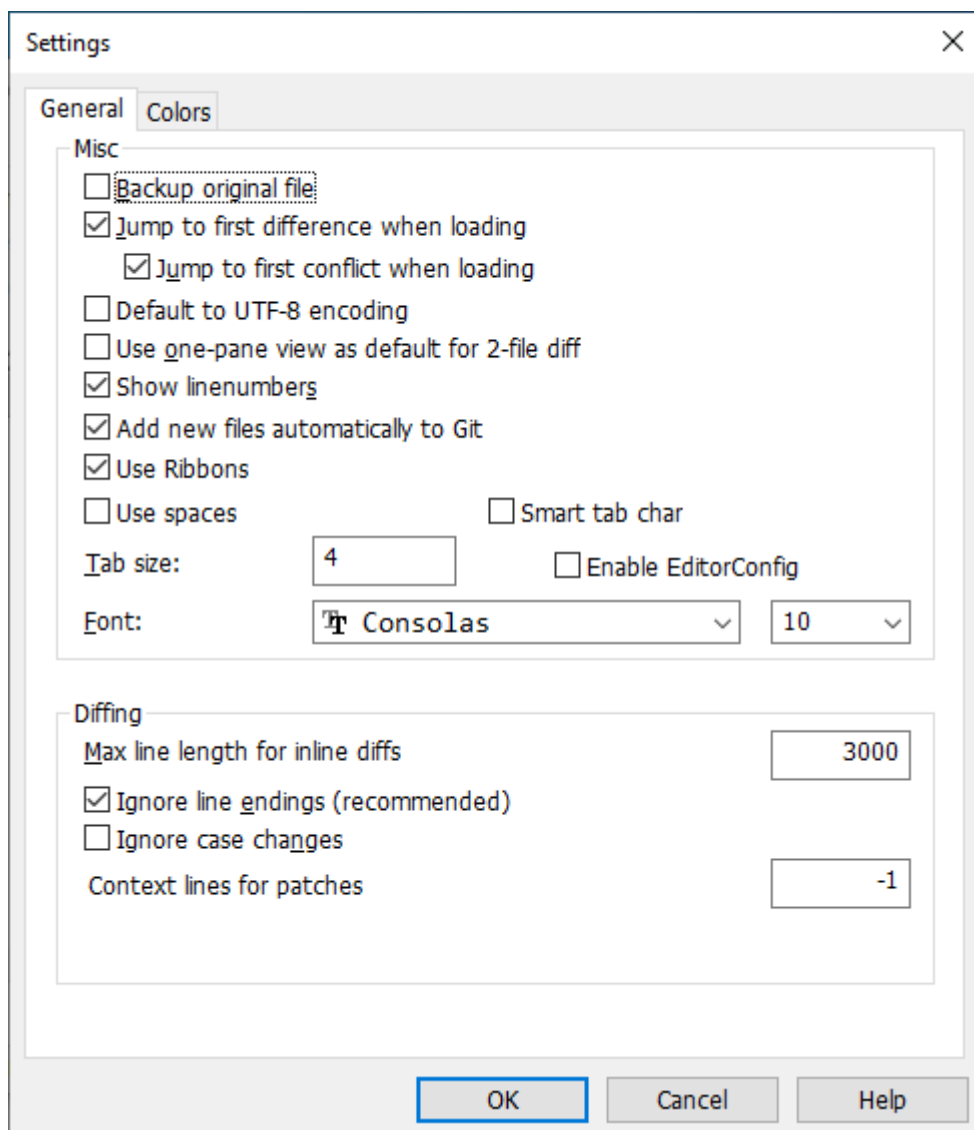 Settings
General Colors
Misc
Backup original file
Jump to first difference when loading
Jump to first conflict when loading
Default to UTF-8 encoding
Use one-pane view as default for 2-file diff
Show linenumbers
Add new files automatically to Git
Use Ribbons
Use spaces Smart tab char
Tab size: 4 Enable EditorConfig
Font: Consolas 10
Diffing
Max line length for inline diffs 3000
Ignore line endings (recommended)
Ignore case changes
Context lines for patches -1
OK Cancel Help